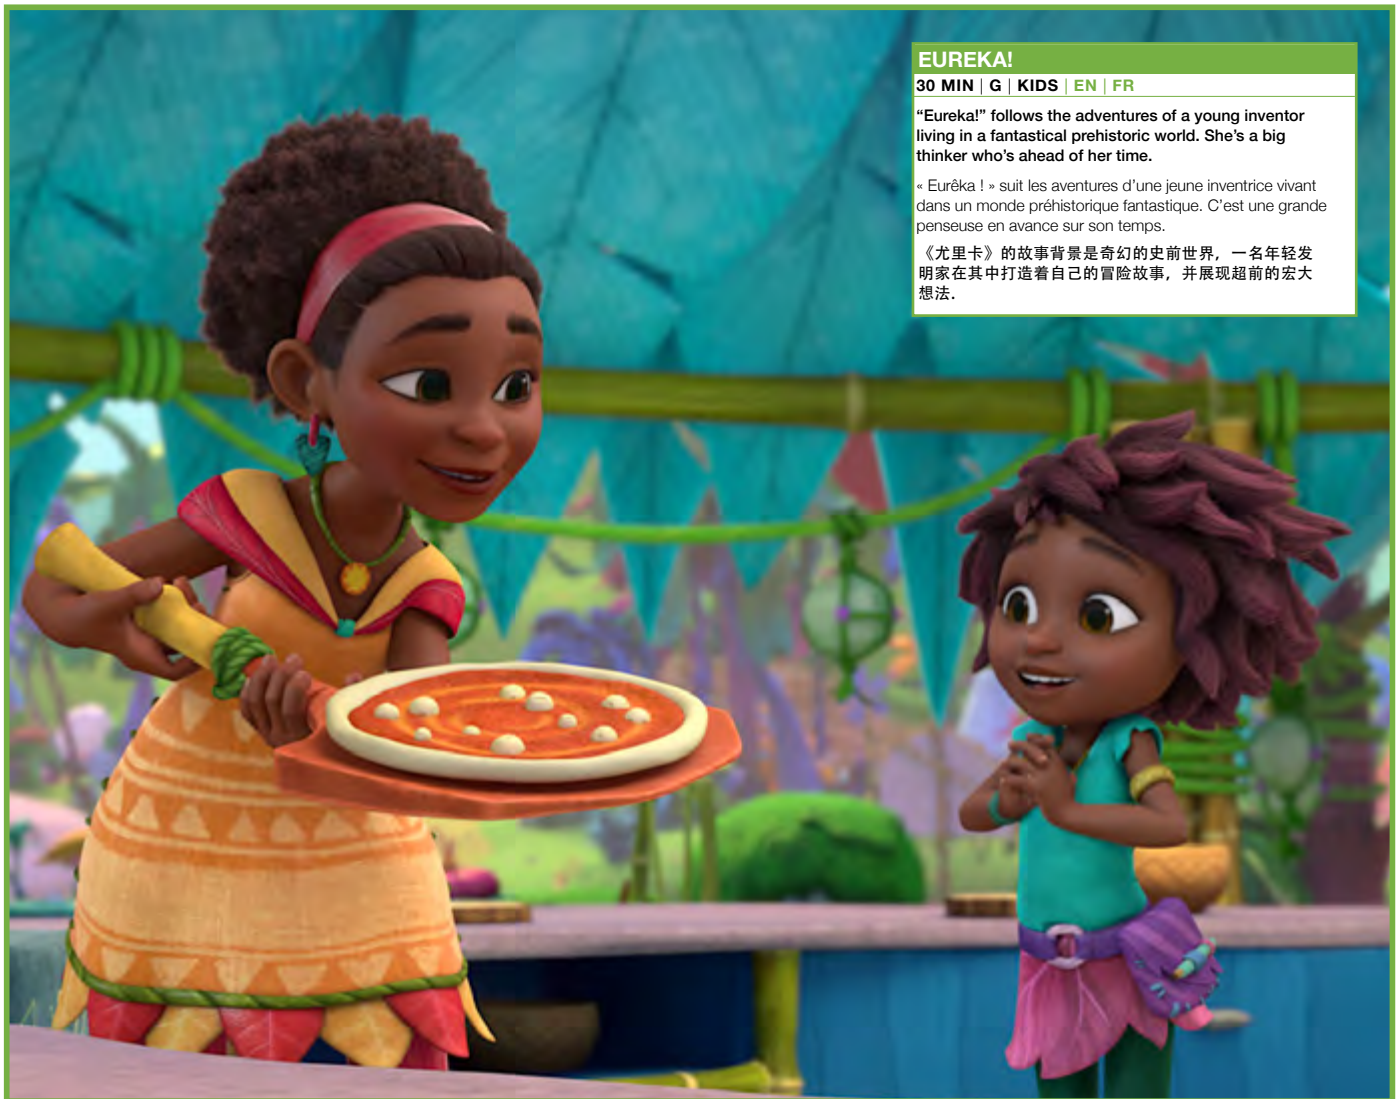 EUREKA!
30 MIN | G | KIDS | EN | FR
“Eureka!” follows the adventures of a young inventor
living in a fantastical prehistoric world. She’s a big
thinker who’s ahead of her time.
« Eurêka ! » suit les aventures d’une jeune inventrice vivant
dans un monde préhistorique fantastique. C’est une grande
penseuse en avance sur son temps.
《尤里卡》的故事背景是奇幻的史前世界，一名年轻发
明家在其中打造着自己的冒险故事，并展现超前的宏大
想法.